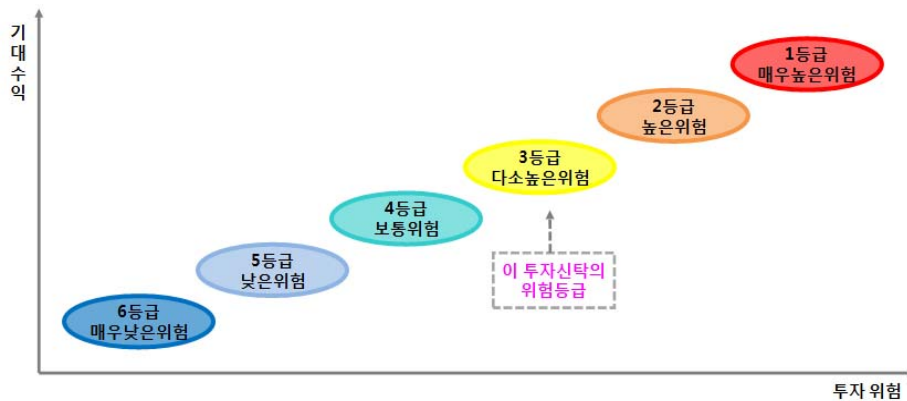 기대수익
1등급
매우높은위험
2등급
높은위험
3등급
다소높은위험
4등급
보통위험
이 투자신탁의
위험등급
5등급
낮은위험
6등급
매우낮은위험
투자 위험